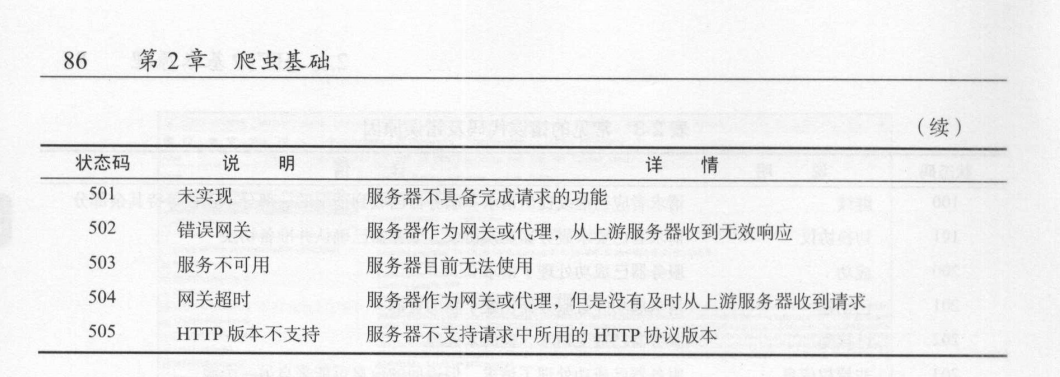 86 第 2 章 爬虫基础
（续）
状态码 说 明 详 情
501 未实现 服务器不具备完成请求的功能
502 错误网关 服务器作为网关或代理，从上游服务器收到无效响应
503 服务不可用 服务器目前无法使用
504 网关超时 服务器作为网关或代理，但是没有及时从上游服务器收到请求
505 HTTP 版本不支持 服务器不支持请求中所用的 HTTP 协议版本